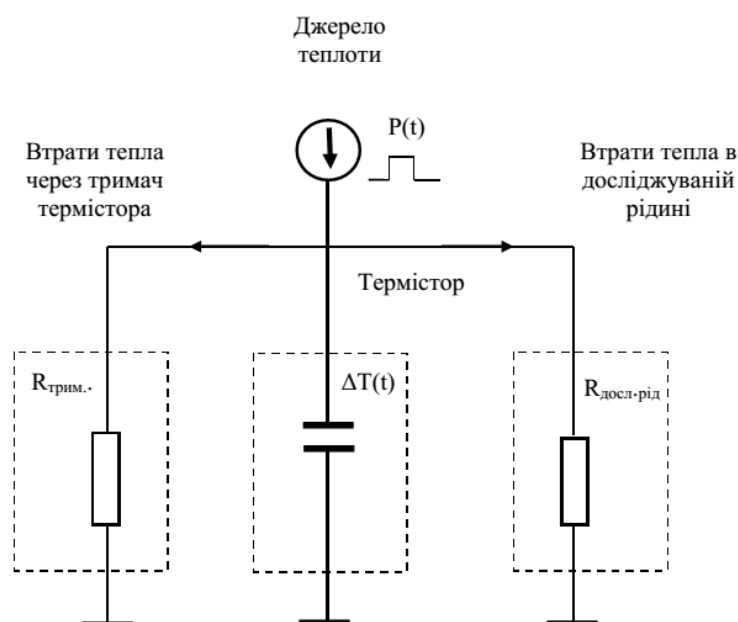 Джерело
теплоти
P(t)
Втрати тепла
через тримач
термістора
Втрати тепла в
досліджуваній
рідині
Термістор
Rтрим..
ΔT(t)
Rдосл.рід